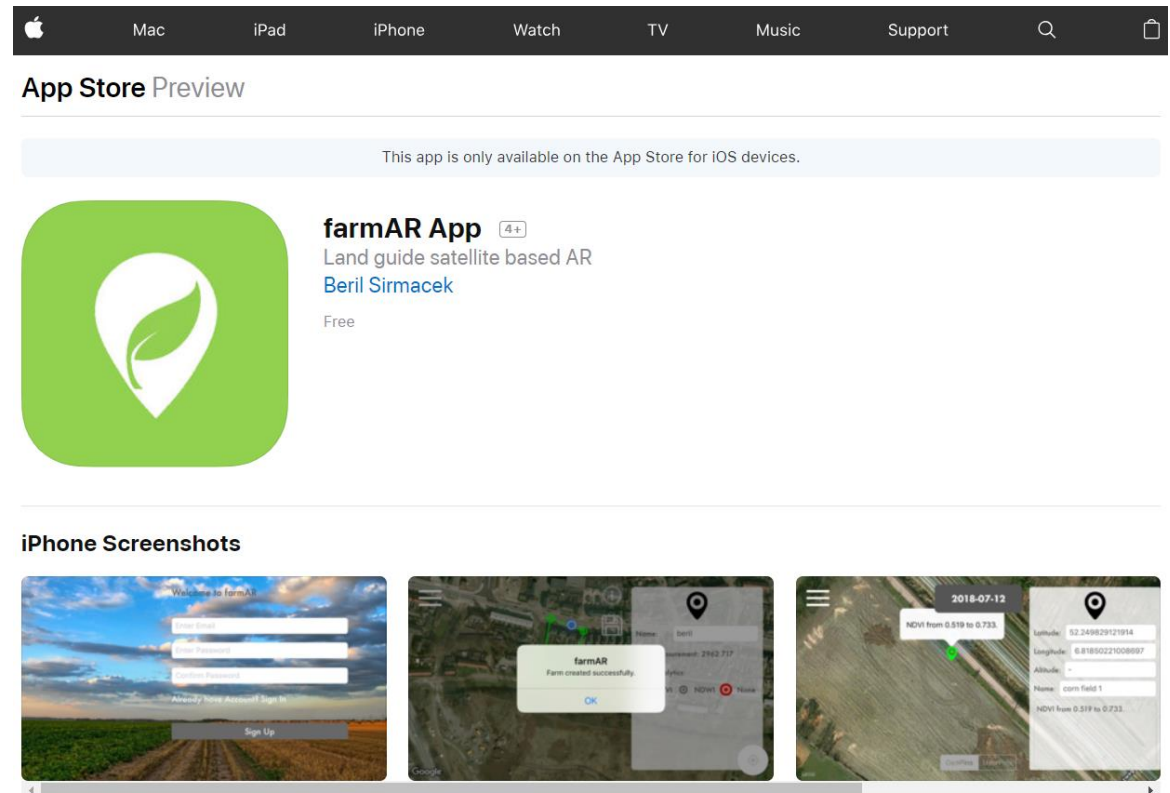 Mac iPad iPhone Watch TV Music Support
App Store Preview
This app is only available on the App Store for iOS devices.
farmAR App 4+
Land guide satellite based AR
Beril Sirmacek
Free
iPhone Screenshots
Welcome to farmAR
Enter Email
Enter Password
Confirm Password
Already Have Account Sign In
Sign Up
Name: beril
2962.717
farmAR
Farm created successfully.
OK
NDWI None
Google
2018-07-12
NDVI from 0.519 to 0.733.
Latitude: 52.249829121914
Longitude: 6.81850221008697
Altitude: -
Name: corn field 1
NDVI from 0.519 to 0.733.